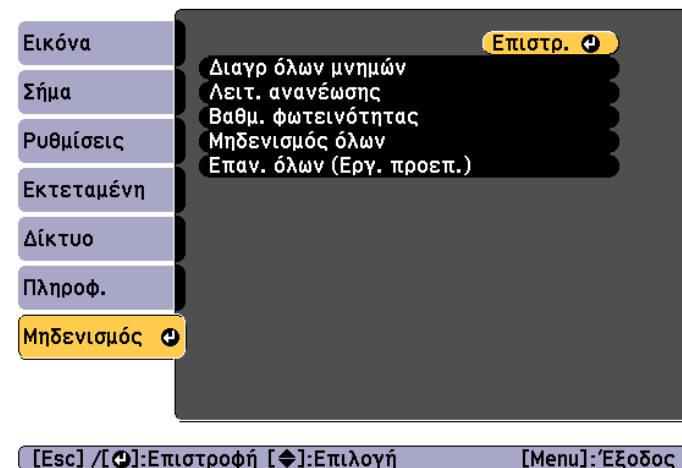 Εικόνα
Σήμα
Ρυθμίσεις
Εκτεταμένη
Δίκτυο
Πληροφ.
Μηδενισμός
Επιστρ.
Διαγρ όλων μνημών
Λειτ. ανανέωσης
Βαθμ. φωτεινότητας
Μηδενισμός όλων
Επαν. όλων (Εργ. προεπ.)
[Esc] /[⏎]:Επιστροφή [◆]:Επιλογή [Menu]:Έξοδος